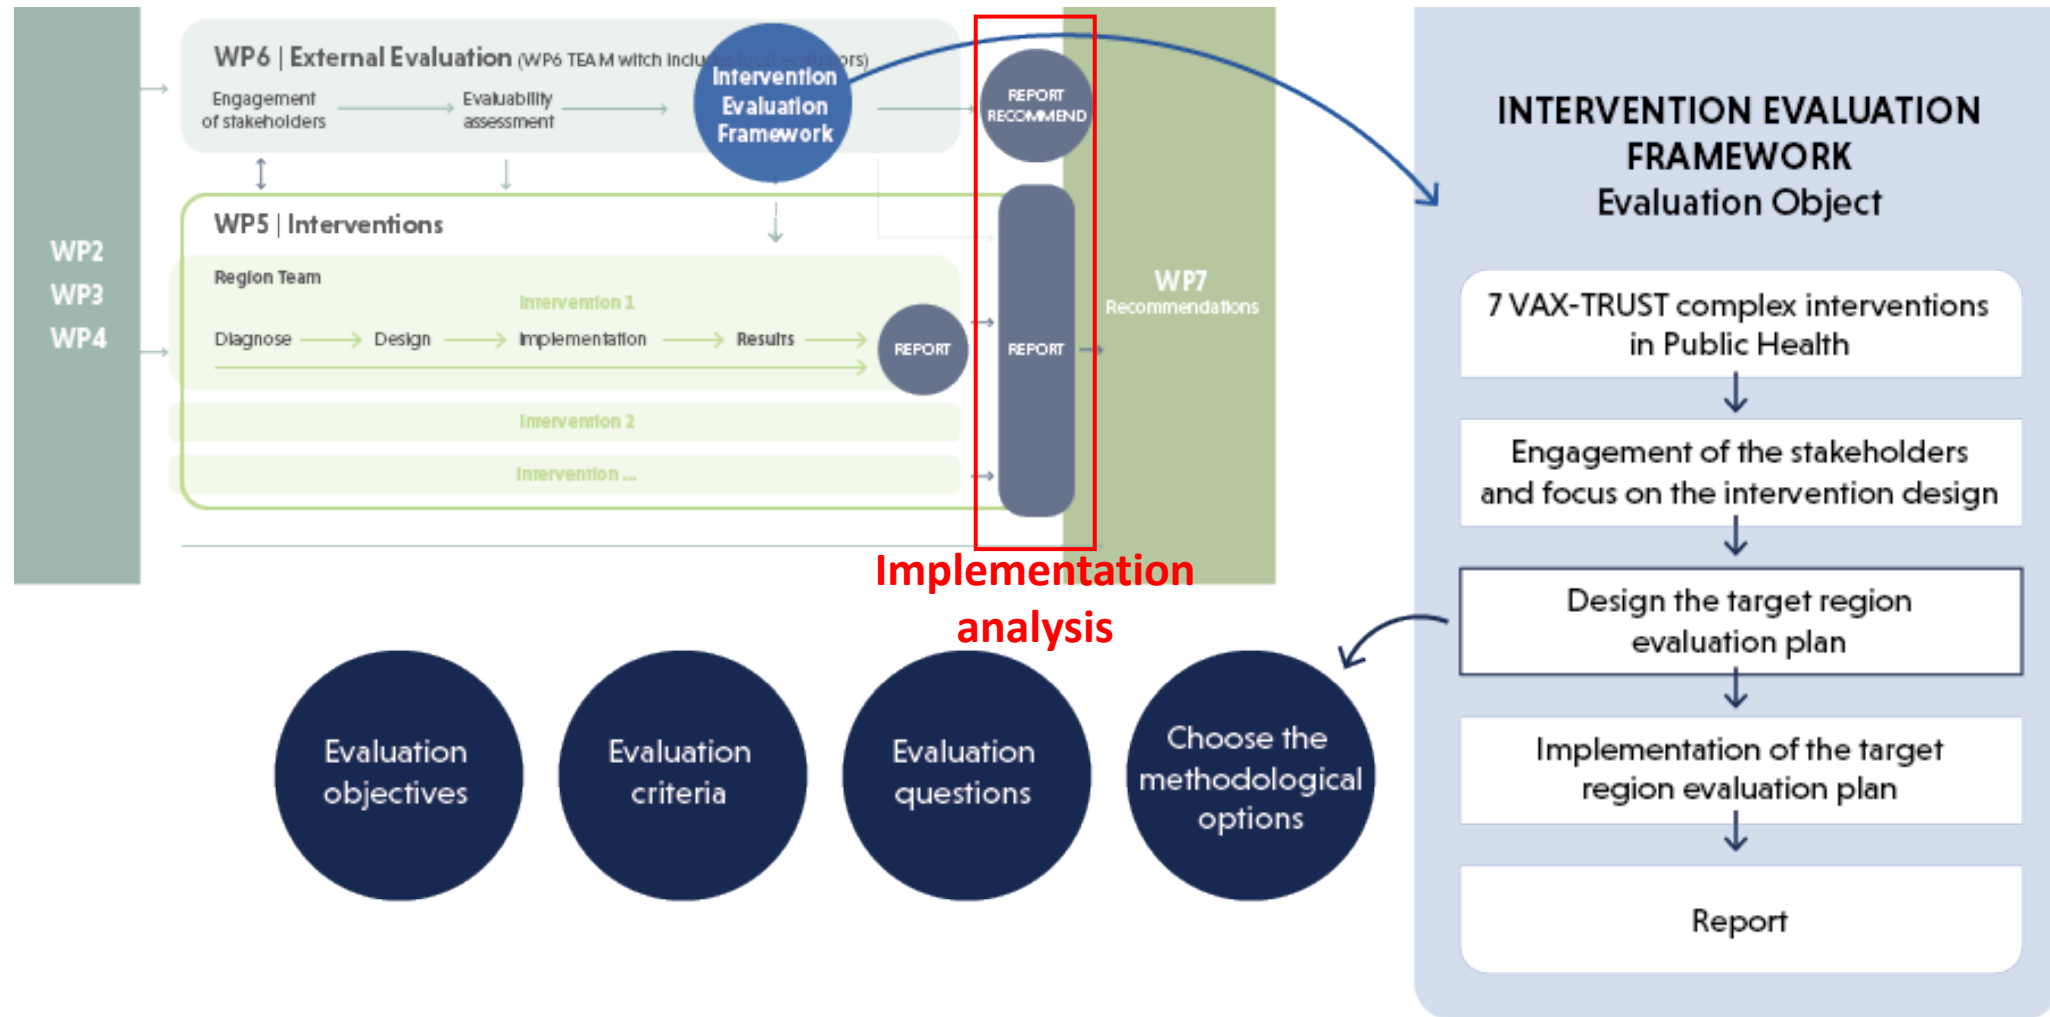 WP2
WP3
WP4
WP6 | External Evaluation (WP6 TEAM witch includes local evaluators)
Engagement
of stakeholders
Evaluability
assessment
Intervention
Evaluation
Framework
REPORT
RECOMMEND
WP5 | Interventions
Region Team
Intervention 1
Diagnose
Design
Implementation
Results
REPORT
REPORT
Intervention 2
Intervention ...
WP7
Recommendations
Implementation
analysis
Evaluation
objectives
Evaluation
criteria
Evaluation
questions
Choose the
methodological
options
INTERVENTION EVALUATION
FRAMEWORK
Evaluation Object
7 VAX-TRUST complex interventions
in Public Health
Engagement of the stakeholders
and focus on the intervention design
Design the target region
evaluation plan
Implementation of the target
region evaluation plan
Report